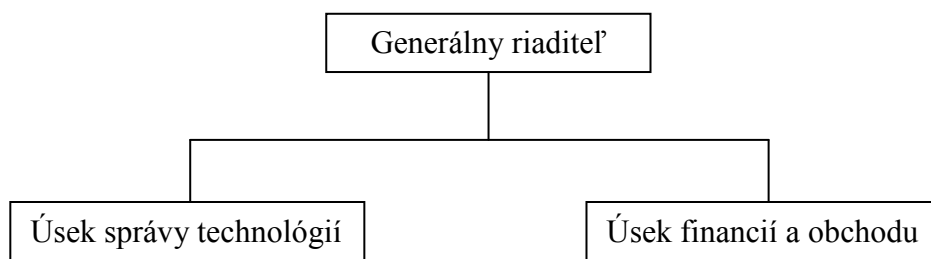 Generálny riaditeľ
Úsek správy technológií
Úsek financií a obchodu